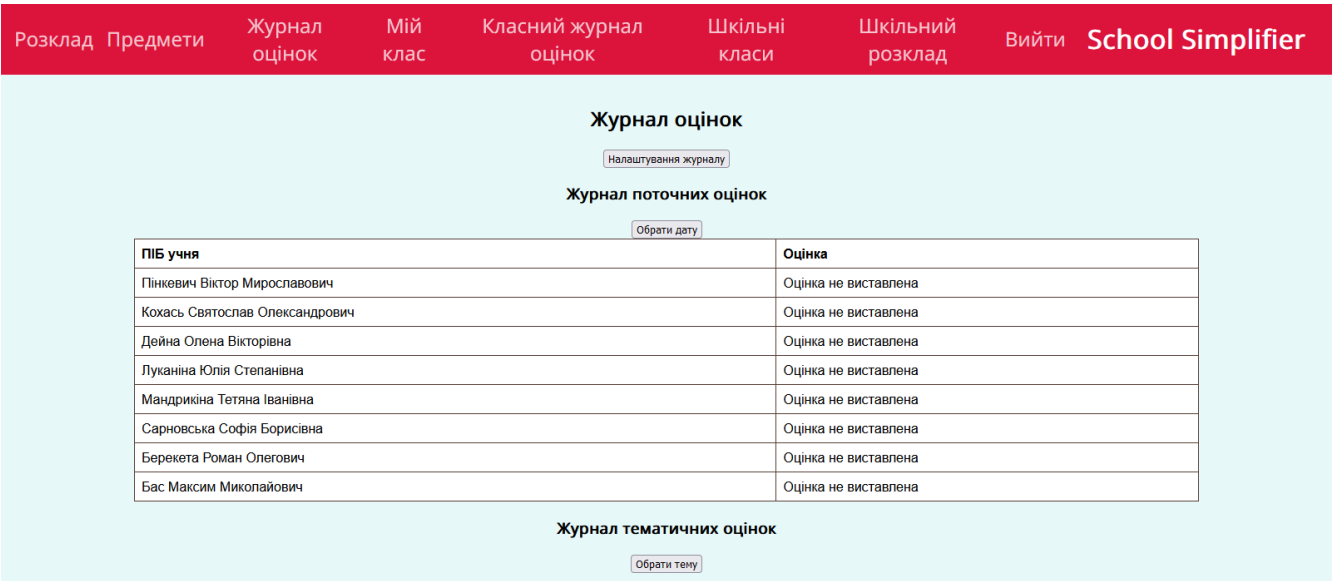 Розклад Предмети Журнал оцінок Мій клас Класний журнал оцінок Шкільні класи Шкільний розклад Вийти School Simplifier
Журнал оцінок
Налаштування журналу
Журнал поточних оцінок
Обрати дату
ПІБ учня Оцінка
Пінкевич Віктор Мирославович Оцінка не виставлена
Кохась Святослав Олександрович Оцінка не виставлена
Дейна Олена Вікторівна Оцінка не виставлена
Луканіна Юлія Степанівна Оцінка не виставлена
Мандрикіна Тетяна Іванівна Оцінка не виставлена
Сарновська Софія Борисівна Оцінка не виставлена
Берекета Роман Олегович Оцінка не виставлена
Бас Максим Миколайович Оцінка не виставлена
Журнал тематичних оцінок
Обрати тему